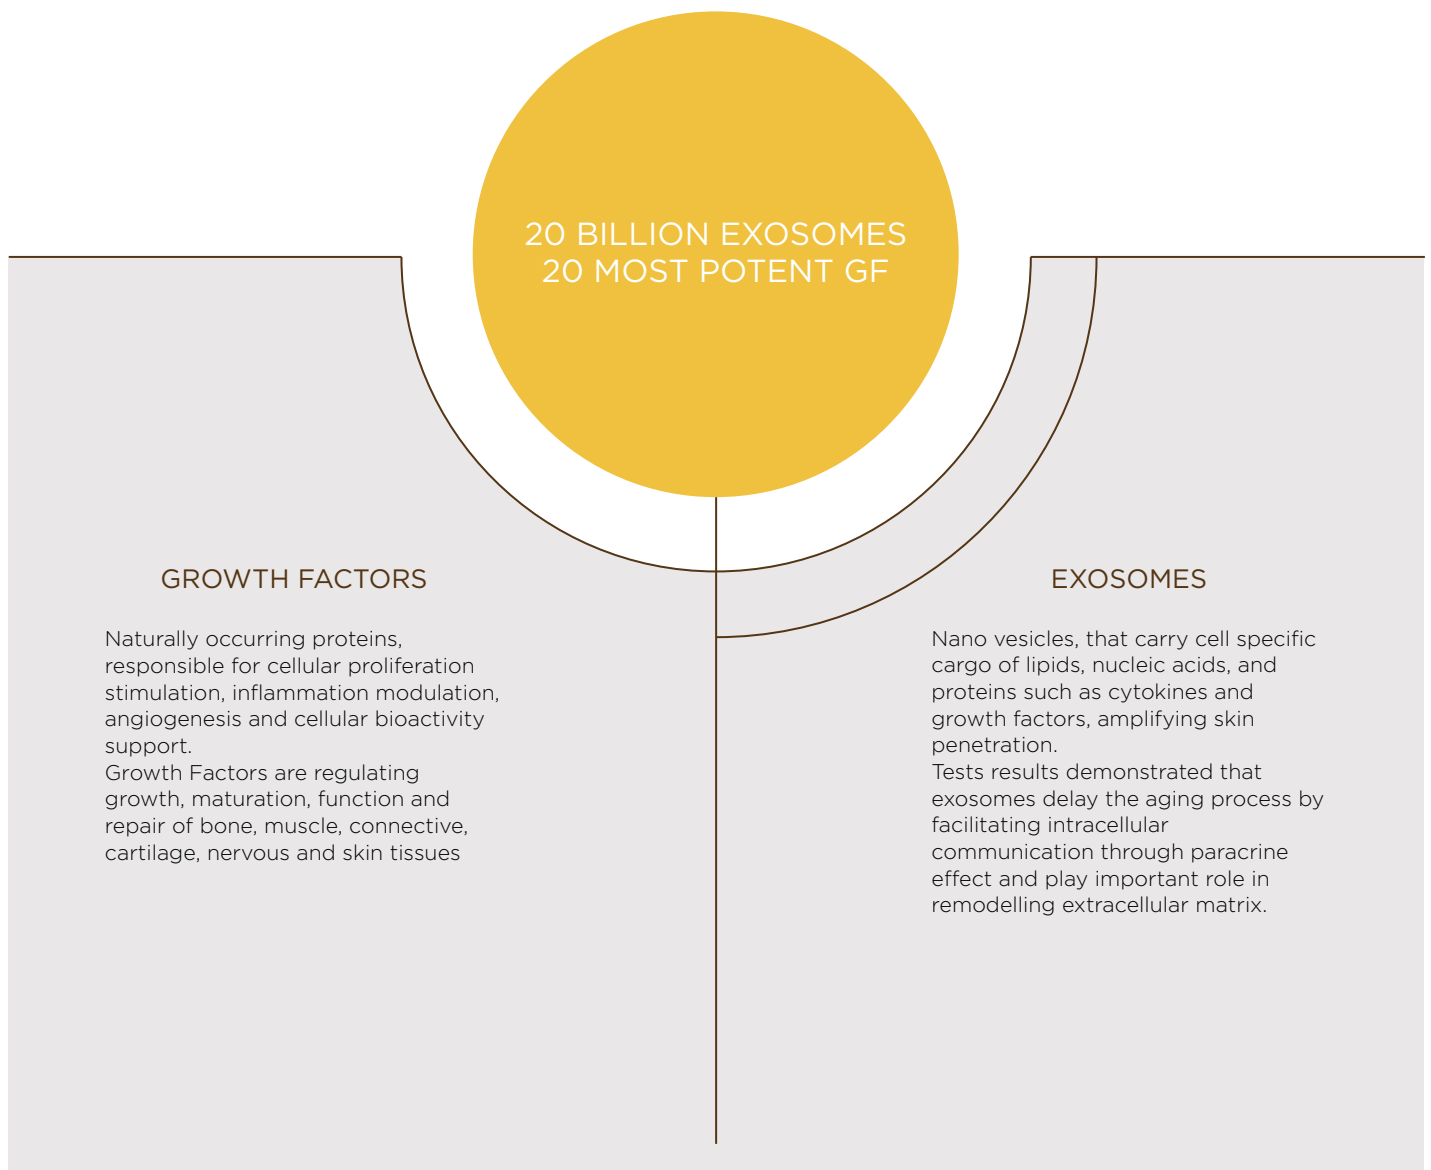 20 BILLION EXOSOMES
20 MOST POTENT GF
GROWTH FACTORS
Naturally occurring proteins,
responsible for cellular proliferation
stimulation, inflammation modulation,
angiogenesis and cellular bioactivity
support.
Growth Factors are regulating
growth, maturation, function and
repair of bone, muscle, connective,
cartilage, nervous and skin tissues
EXOSOMES
Nano vesicles, that carry cell specific
cargo of lipids, nucleic acids, and
proteins such as cytokines and
growth factors, amplifying skin
penetration.
Tests results demonstrated that
exosomes delay the aging process by
facilitating intracellular
communication through paracrine
effect and play important role in
remodelling extracellular matrix.